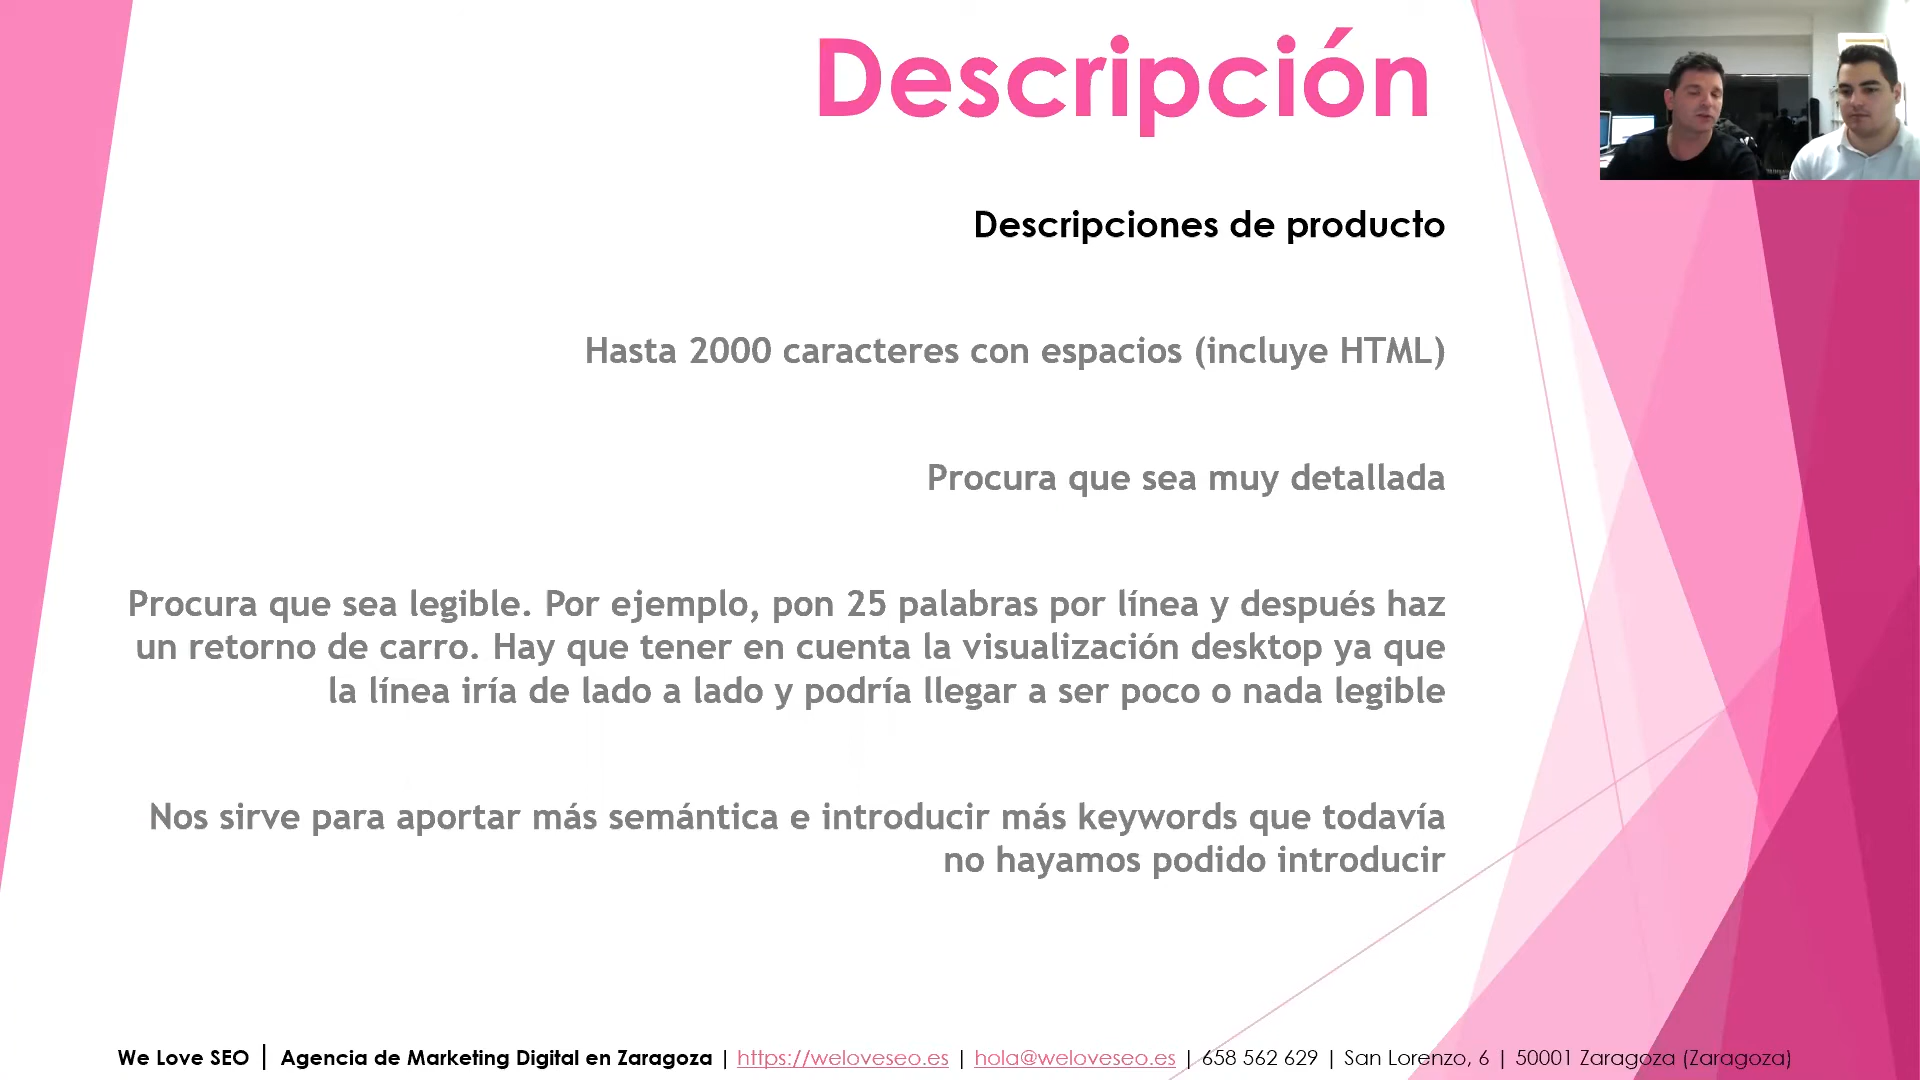 Descripción
Descripciones de producto
Hasta 2000 caracteres con espacios (incluye HTML)
Procura que sea muy detallada
Procura que sea legible. Por ejemplo, pon 25 palabras por línea y después haz
un retorno de carro. Hay que tener en cuenta la visualización desktop ya que
la línea iría de lado a lado y podría llegar a ser poco o nada legible
Nos sirve para aportar más semántica e introducir más keywords que todavía
no hayamos podido introducir
We Love SEO | Agencia de Marketing Digital en Zaragoza | https://weloveseo.es | hola@weloveseo.es | 658 562 629 | San Lorenzo, 6 | 50001 Zaragoza (Zaragoza)